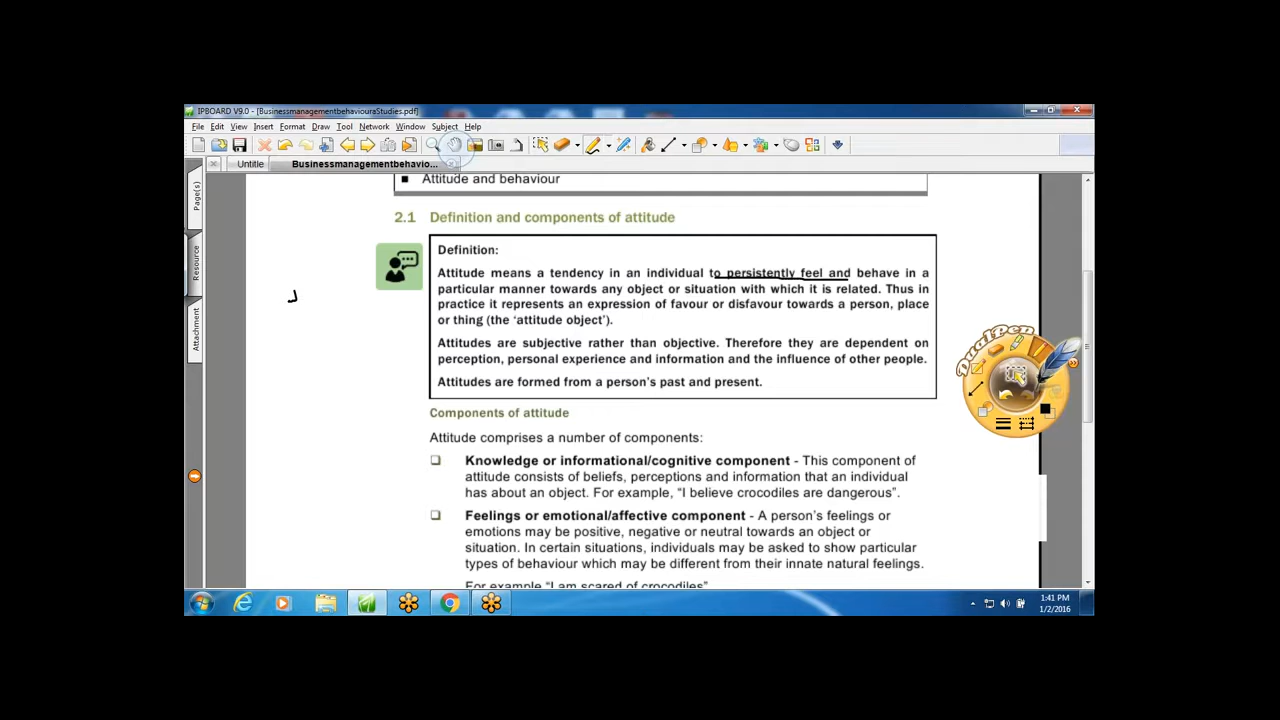 IPBOARD V9.0 - [BusinessmanagementbehaviouraStudies.pdf]
File Edit View Insert Format Draw Tool Network Window Subject Help
Untitle Businessmanagementbehavio...
Page(s)
Resource
Attachment
■ Attitude and behaviour
2.1 Definition and components of attitude
Definition:
Attitude means a tendency in an individual to persistently feel and behave in a
particular manner towards any object or situation with which it is related. Thus in
practice it represents an expression of favour or disfavour towards a person, place
or thing (the ‘attitude object’).
Attitudes are subjective rather than objective. Therefore they are dependent on
perception, personal experience and information and the influence of other people.
Attitudes are formed from a person’s past and present.
Components of attitude
Attitude comprises a number of components:
❑ Knowledge or informational/cognitive component - This component of
attitude consists of beliefs, perceptions and information that an individual
has about an object. For example, “I believe crocodiles are dangerous”.
❑ Feelings or emotional/affective component - A person’s feelings or
emotions may be positive, negative or neutral towards an object or
situation. In certain situations, individuals may be asked to show particular
types of behaviour which may be different from their innate natural feelings.
For example “I am scared of crocodiles”
DualPen
1:41 PM
1/2/2016